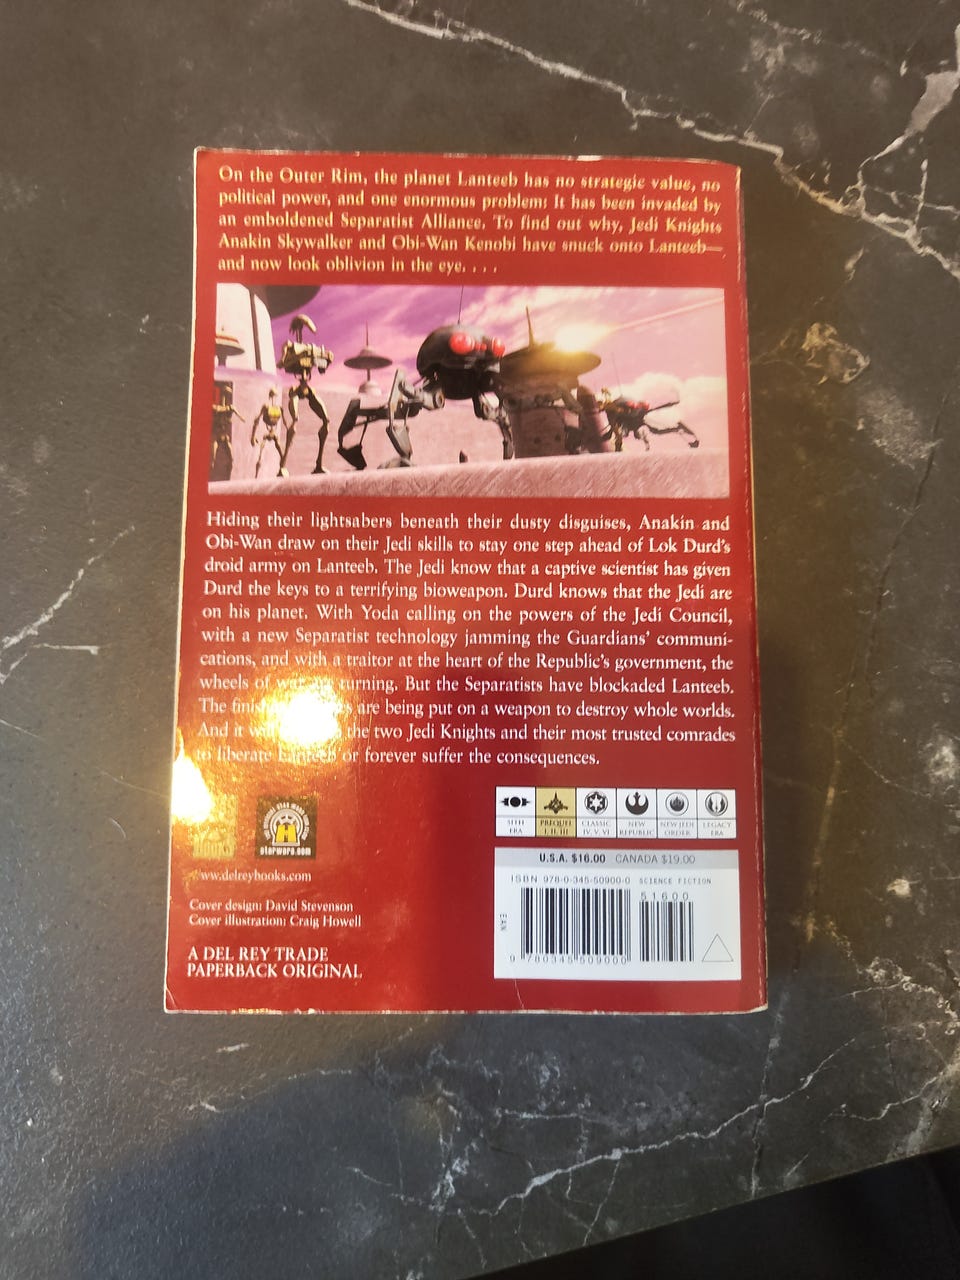 On the Outer Rim, the planet Lanteeb has no strategic value, no
political power, and one enormous problem: It has been invaded by
an emboldened Separatist Alliance. To find out why, Jedi Knights
Anakin Skywalker and Obi-Wan Kenobi have snuck onto Lanteeb—
and now look oblivion in the eye. . . .
Hiding their lightsabers beneath their dusty disguises, Anakin and
Obi-Wan draw on their Jedi skills to stay one step ahead of Lok Durd's
droid army on Lanteeb. The Jedi know that a captive scientist has given
Durd the keys to a terrifying bioweapon. Durd knows that the Jedi are
on his planet. With Yoda calling on the powers of the Jedi Council,
with a new Separatist technology jamming the Guardians' communi-
cations, and with a traitor at the heart of the Republic's government, the
wheels of war are turning. But the Separatists have blockaded Lanteeb.
The are being put on a weapon to destroy whole worlds.
And it the two Jedi Knights and their most trusted comrades
to liberate Lanteeb or forever suffer the consequences.
SITH ERA
PREQUEL I, II, III
CLASSIC IV, V, VI
NEW REPUBLIC
NEW JEDI ORDER
LEGACY ERA
BOOKS
starwars.com
www.delreybooks.com
Cover design: David Stevenson
Cover illustration: Craig Howell
A DEL REY TRADE
PAPERBACK ORIGINAL
U.S.A. $16.00 CANADA $19.00
ISBN 978-0-345-50900-0 SCIENCE FICTION
51600
EAN
9 780345 509000